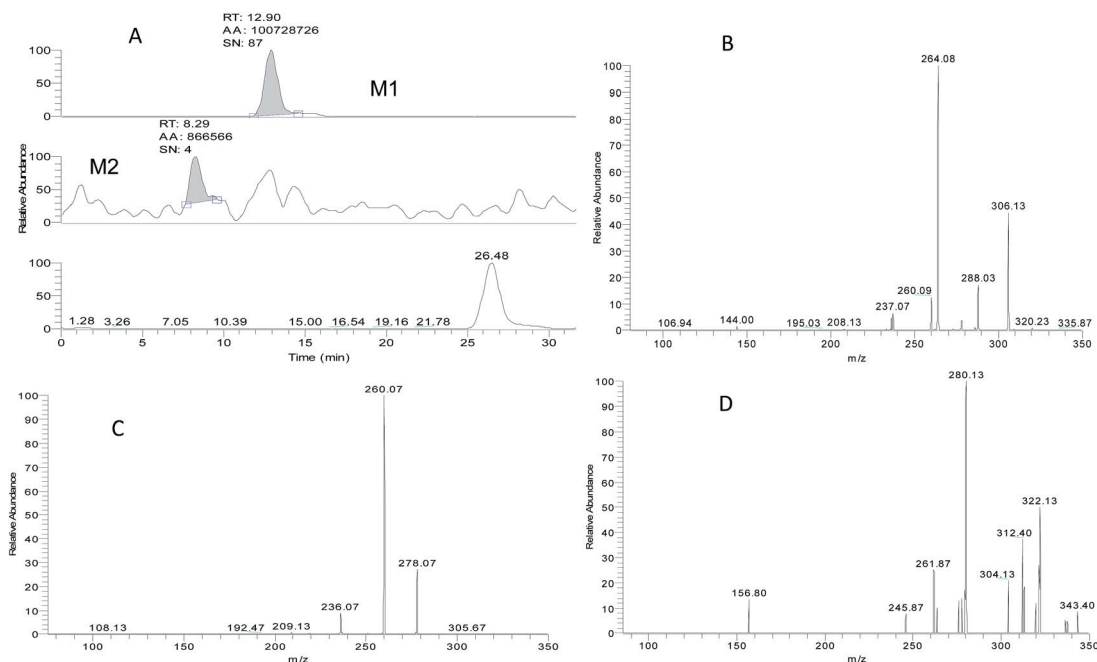 A
RT: 12.90
AA: 100728726
SN: 87
100
50
0
M1
RT: 8.29
AA: 866566
SN: 4
M2
100
50
0
Relative Abundance
26.48
100
50
0
1.28 3.26 7.05 10.39 15.00 16.54 19.16 21.78
0 5 10 15 20 25 30
Time (min)
B
264.08
306.13
288.03
260.09
237.07
106.94 144.00 195.03 208.13 320.23 335.87
100
90
80
70
60
50
40
30
20
10
0
Relative Abundance
100 150 200 250 300 350
m/z
C
260.07
278.07
236.07
108.13 192.47 209.13 305.67
100
90
80
70
60
50
40
30
20
10
0
Relative Abundance
100 150 200 250 300 350
m/z
D
280.13
322.13
312.40
304.13
261.87
156.80 245.87 343.40
100
90
80
70
60
50
40
30
20
10
0
Relative Abundance
100 150 200 250 300 350
m/z